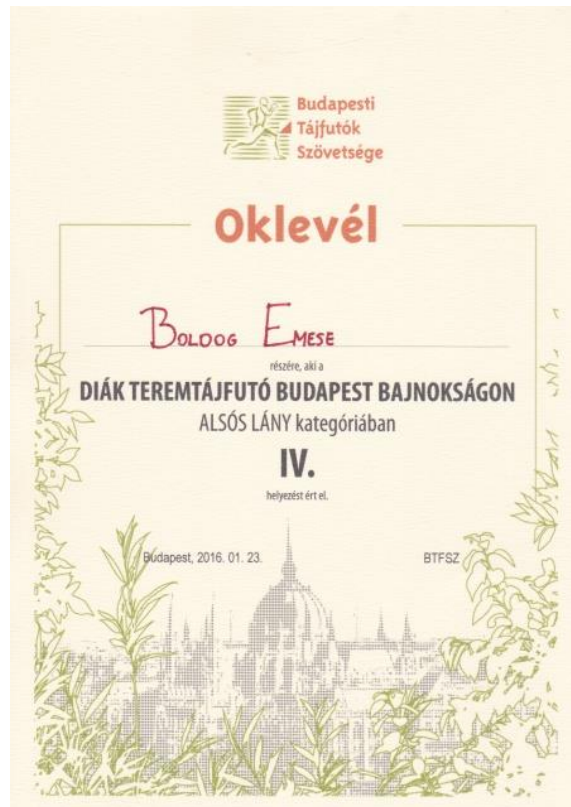 Budapesti
Tájfutók
Szövetsége
Oklevél
BOLDOG EMESE
részére, aki a
DIÁK TEREMTÁJFUTÓ BUDAPEST BAJNOKSÁGON
ALSÓS LÁNY kategóriában
IV.
helyezést ért el.
Budapest, 2016. 01. 23. BTFSZ